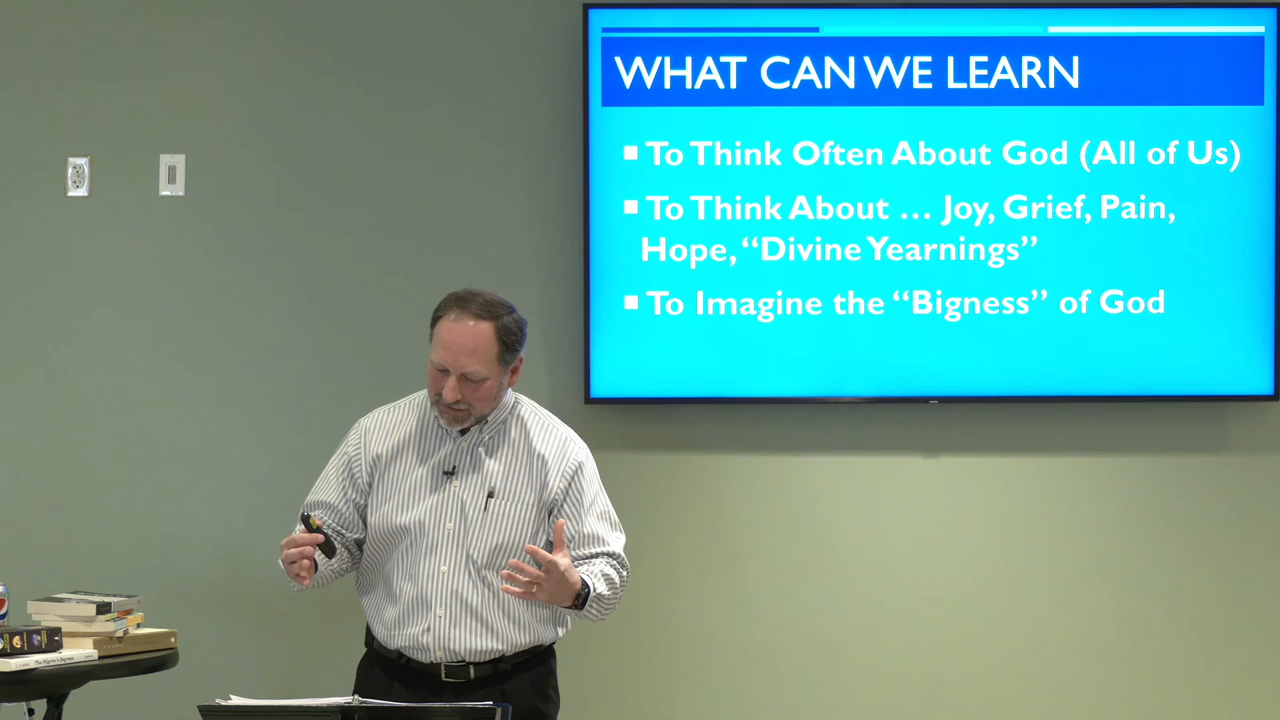 WHAT CAN WE LEARN
To Think Often About God (All of Us)
To Think About … Joy, Grief, Pain,
Hope, “Divine Yearnings”
To Imagine the “Bigness” of God
The Pilgrim's Regress